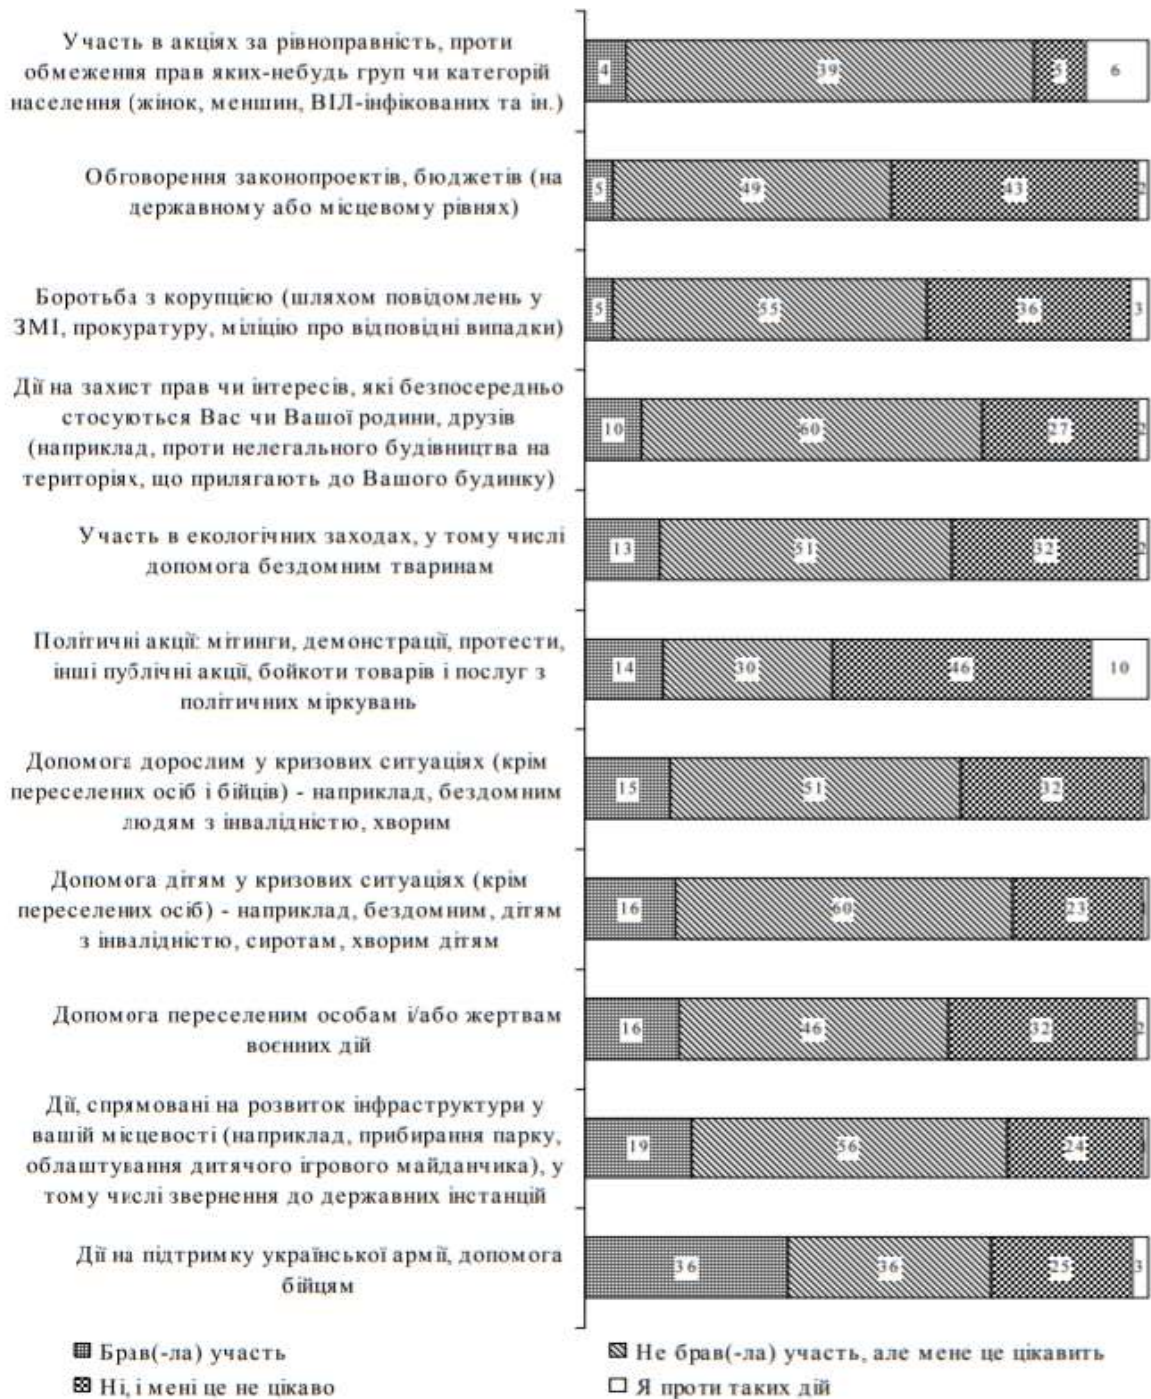 Участь в акціях за рівноправність, проти
обмеження прав яких-небудь груп чи категорій
населення (жінок, меншин, ВІЛ-інфікованих та ін.)
4 39 5 6
Обговорення законопроектів, бюджетів (на
державному або місцевому рівнях)
5 49 43 2
Боротьба з корупцією (шляхом повідомлень у
ЗМІ, прокуратуру, міліцію про відповідні випадки)
5 55 36 3
Дії на захист прав чи інтересів, які безпосередньо
стосуються Вас чи Вашої родини, друзів
(наприклад, проти нелегального будівництва на
територіях, що прилягають до Вашого будинку)
10 60 27 2
Участь в екологічних заходах, у тому числі
допомога бездомним тваринам
13 51 32 2
Політичні акції: мітинги, демонстрації, протести,
інші публічні акції, бойкоти товарів і послуг з
політичних міркувань
14 30 46 10
Допомога дорослим у кризових ситуаціях (крім
переселених осіб і бійців) - наприклад, бездомним
людям з інвалідністю, хворим
15 51 32
Допомога дітям у кризових ситуаціях (крім
переселених осіб) - наприклад, бездомним, дітям
з інвалідністю, сиротам, хворим дітям
16 60 23
Допомога переселеним особам і/або жертвам
воєнних дій
16 46 32 2
Дії, спрямовані на розвиток інфраструктури у
вашій місцевості (наприклад, прибирання парку,
облаштування дитячого ігрового майданчика), у
тому числі звернення до державних інстанцій
19 56 24
Дії на підтримку української армії, допомога
бійцям
36 36 25 3
Брав(-ла) участь
Не брав(-ла) участь, але мене це цікавить
Ні, і мені це не цікаво
Я проти таких дій